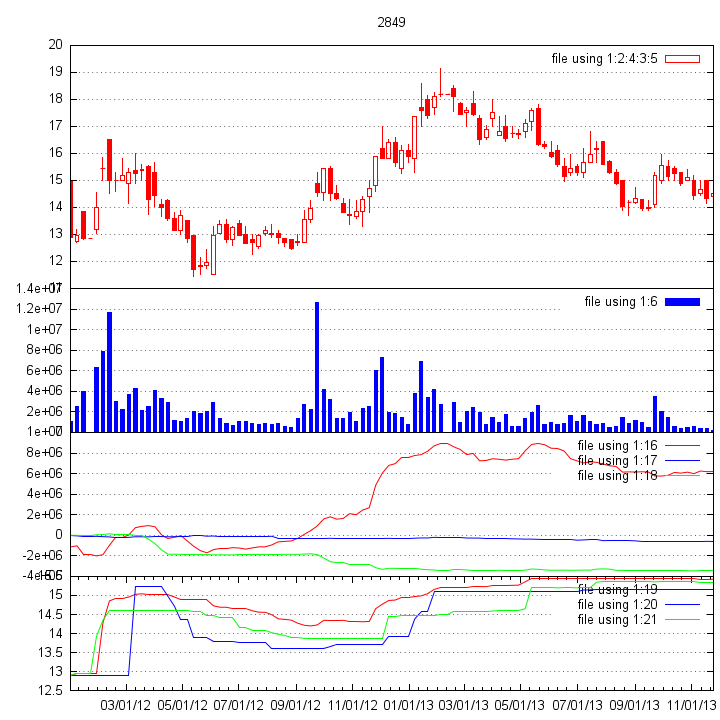 2849
20
file using 1:2:4:3:5
19
18
17
16
15
14
13
12
11
1.4e+07
file using 1:6
1.2e+07
1e+07
8e+06
6e+06
4e+06
2e+06
0
1e+07
file using 1:16
8e+06
file using 1:17
6e+06
file using 1:18
4e+06
2e+06
0
-2e+06
-4e+06
15.5
file using 1:19
15
file using 1:20
14.5
file using 1:21
14
13.5
13
12.5
03/01/12 05/01/12 07/01/12 09/01/12 11/01/12 01/01/13 03/01/13 05/01/13 07/01/13 09/01/13 11/01/13